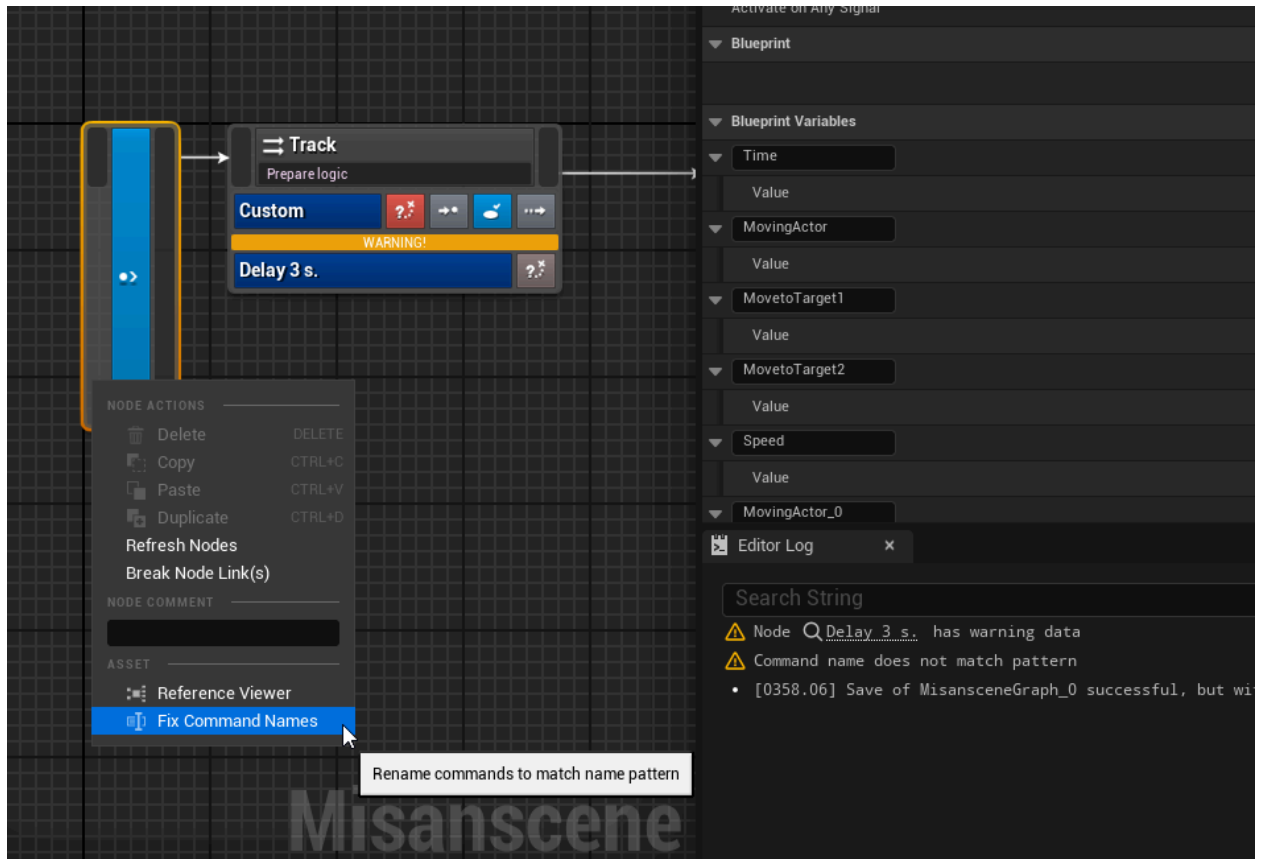 Activate on Any Signal
Blueprint
Blueprint Variables
Time
Value
MovingActor
Value
MovetoTarget1
Value
MovetoTarget2
Value
Speed
Value
MovingActor_0
Track
Prepare logic
Custom
WARNING!
Delay 3 s.
NODE ACTIONS
Delete DELETE
Copy CTRL+C
Paste CTRL+V
Duplicate CTRL+D
Refresh Nodes
Break Node Link(s)
NODE COMMENT
ASSET
Reference Viewer
Fix Command Names
Rename commands to match name pattern
Misanscene
Editor Log
Search String
Node Delay 3 s. has warning data
Command name does not match pattern
[0358.06] Save of MisansceneGraph_0 successful, but